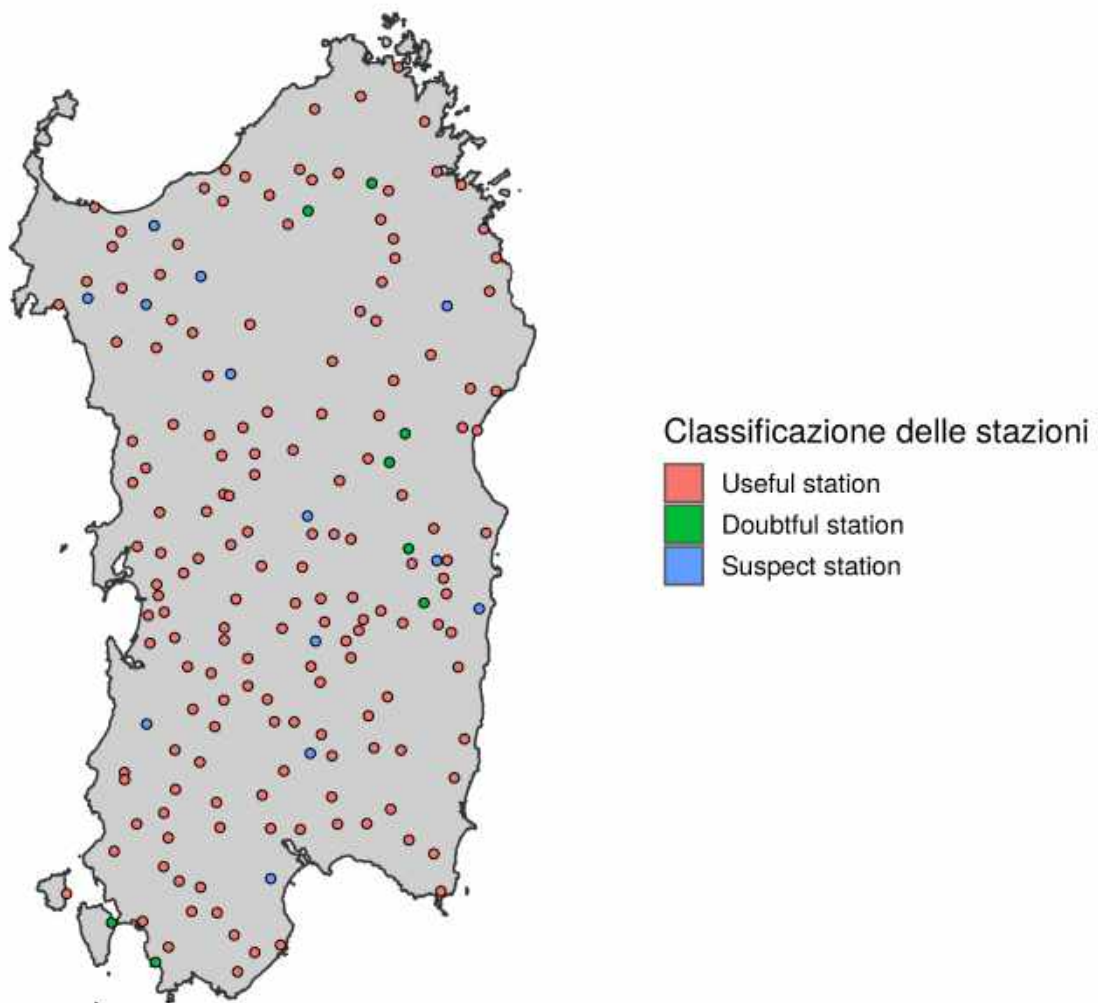 Classificazione delle stazioni
Useful station
Doubtful station
Suspect station